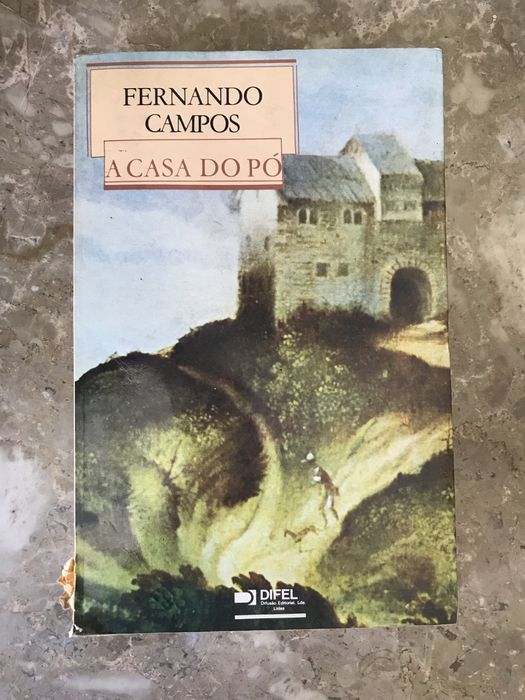 FERNANDO
CAMPOS
A CASA DO PÓ
DIFEL
Difusão Editorial, Lda.
Lisboa